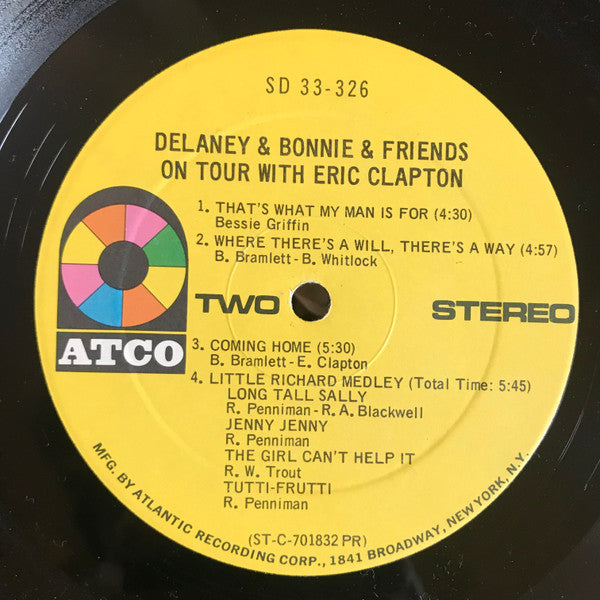 SD 33-326
DELANEY & BONNIE & FRIENDS
ON TOUR WITH ERIC CLAPTON
1. THAT'S WHAT MY MAN IS FOR (4:30)
Bessie Griffin
2. WHERE THERE'S A WILL, THERE'S A WAY (4:57)
B. Bramlett - B. Whitlock
TWO
STEREO
ATCO
3. COMING HOME (5:30)
B. Bramlett - E. Clapton
4. LITTLE RICHARD MEDLEY (Total Time: 5:45)
LONG TALL SALLY
R. Penniman - R. A. Blackwell
JENNY JENNY
R. Penniman
THE GIRL CAN'T HELP IT
R. W. Trout
TUTTI-FRUTTI
R. Penniman
(ST-C-701832 PR)
MFG. BY ATLANTIC RECORDING CORP., 1841 BROADWAY, NEW YORK, N.Y.